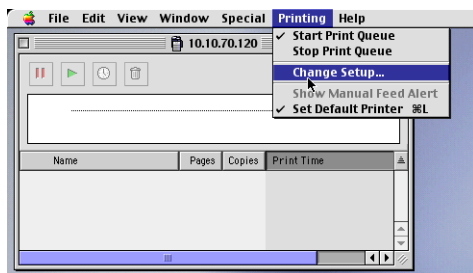 File Edit View Window Special Printing Help
10.10.70.120
✓ Start Print Queue
Stop Print Queue
Change Setup...
Show Manual Feed Alert
✓ Set Default Printer ⌘L
Name Pages Copies Print Time